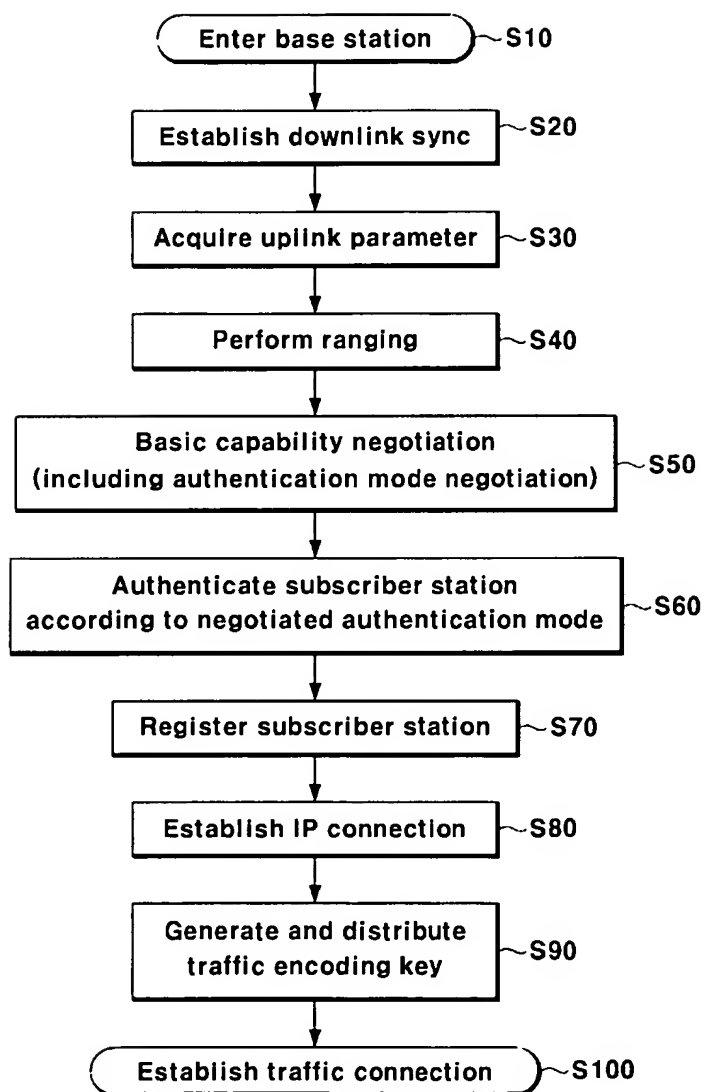 Enter base station S10
Establish downlink sync S20
Acquire uplink parameter S30
Perform ranging S40
Basic capability negotiation
(including authentication mode negotiation) S50
Authenticate subscriber station
according to negotiated authentication mode S60
Register subscriber station S70
Establish IP connection S80
Generate and distribute
traffic encoding key S90
Establish traffic connection S100